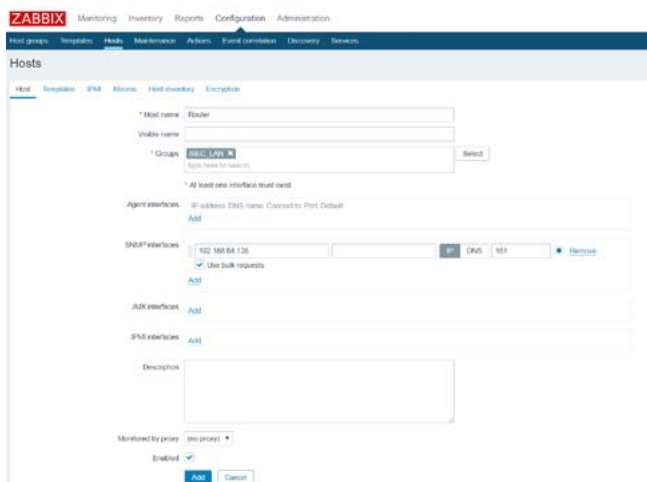 ZABBIX Monitoring Inventory Reports Configuration Administration
Host groups Templates Hosts Maintenance Actions Event correlation Discovery Services
Hosts
Host Templates IPMI Macros Host inventory Encryption
* Host name Router
Visible name
* Groups LAN ✖ Select
type here to search
* At least one interface must exist
Agent interfaces IP address DNS name Connect to Port Default
Add
SNMP interfaces 192.168.84.138 IP DNS 161 Remove
Use bulk requests
Add
JMX interfaces Add
IPMI interfaces Add
Description
Monitored by proxy (no proxy)
Enabled
Add Cancel